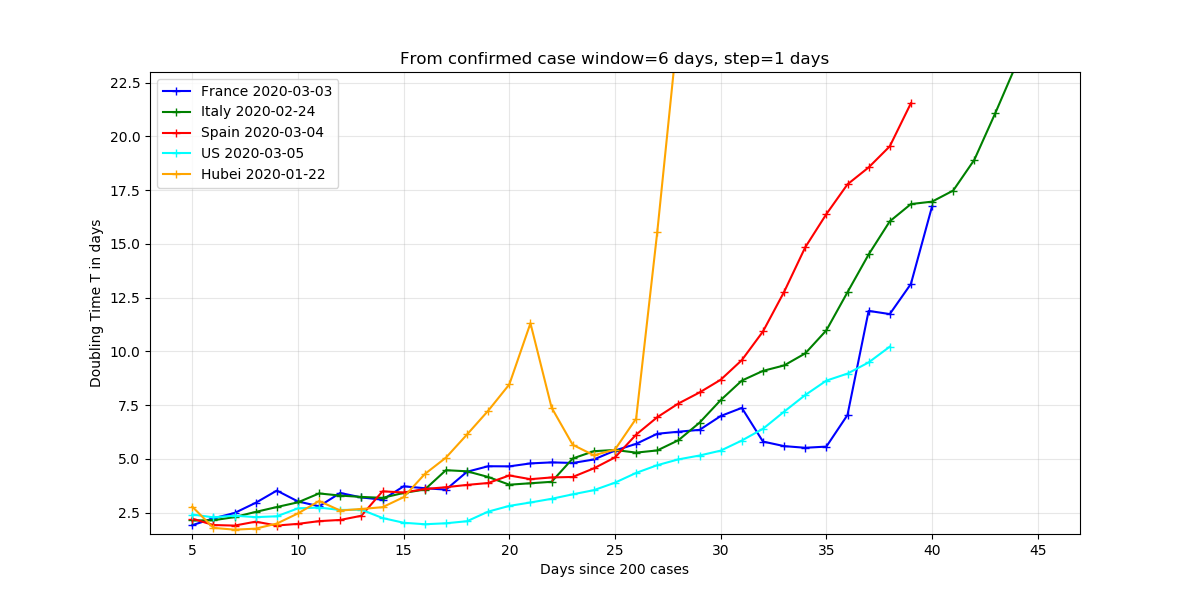 From confirmed case window=6 days, step=1 days
22.5
20.0
17.5
15.0
12.5
10.0
7.5
5.0
2.5
Doubling Time T in days
France 2020-03-03
Italy 2020-02-24
Spain 2020-03-04
US 2020-03-05
Hubei 2020-01-22
5 10 15 20 25 30 35 40 45
Days since 200 cases